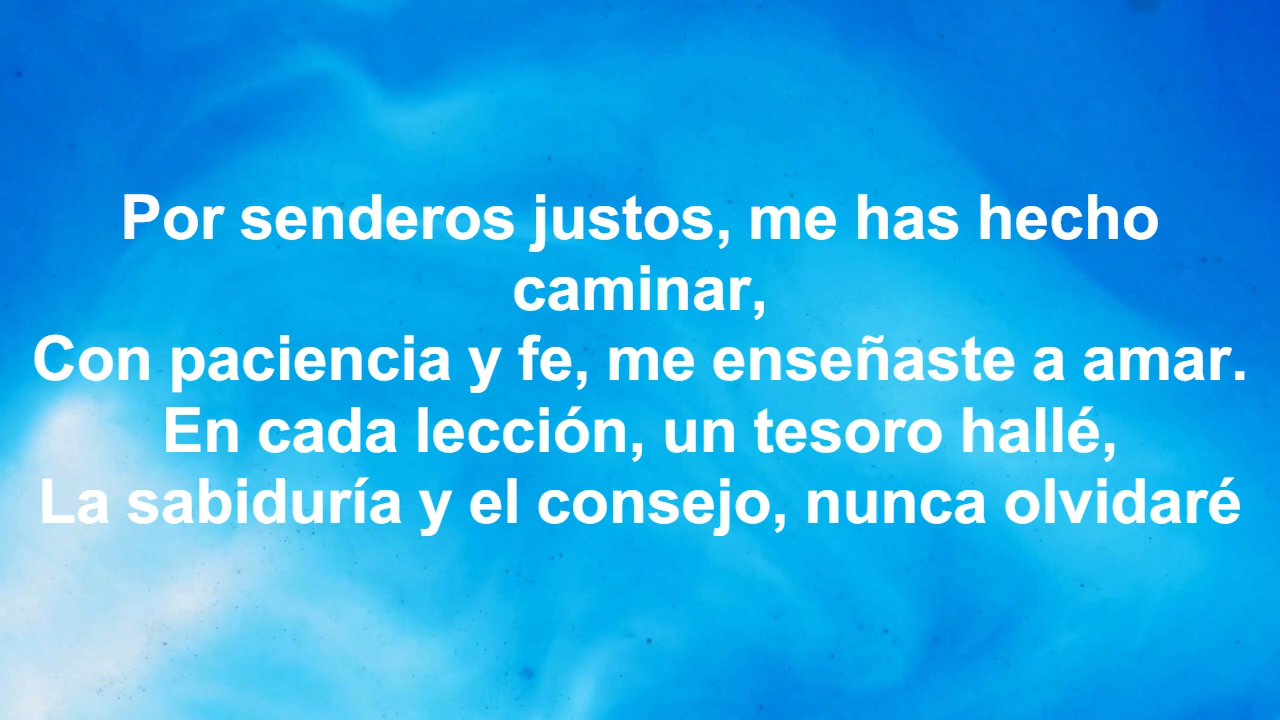 Por senderos justos, me has hecho
caminar,
Con paciencia y fe, me enseñaste a amar.
En cada lección, un tesoro hallé,
La sabiduría y el consejo, nunca olvidaré